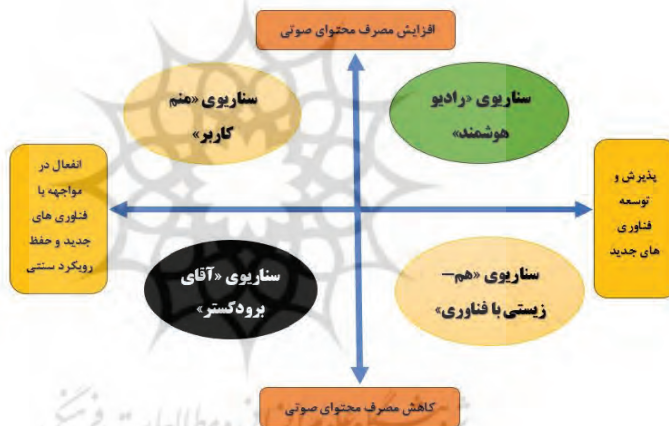 افزایش مصرف محتوای صوتی
سناریوی «رادیو
هوشمند»
سناریوی «منم
کاربر»
پذیرش و
توسعه
فناوری
های جدید
انفعال در
مواجهه با
فناوری های
جدید و حفظ
رویکرد سنتی
سناریوی «هم–
زیستی با فناوری»
سناریوی «آقای
برودکستر»
کاهش مصرف محتوای صوتی